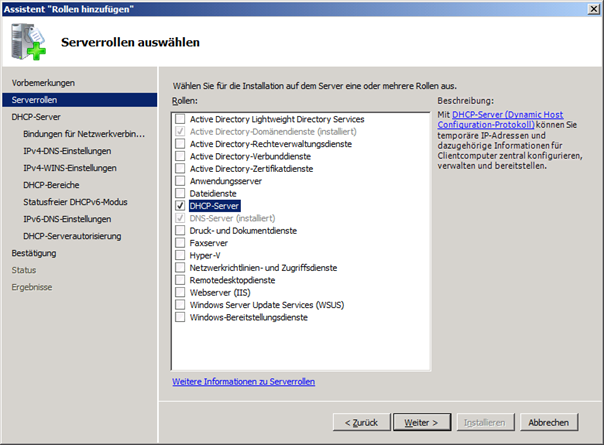 Assistent "Rollen hinzufügen"
Serverrollen auswählen
Vorbemerkungen
Serverrollen
DHCP-Server
Bindungen für Netzwerkverbin...
IPv4-DNS-Einstellungen
IPv4-WINS-Einstellungen
DHCP-Bereiche
Statusfreier DHCPv6-Modus
IPv6-DNS-Einstellungen
DHCP-Serverautorisierung
Bestätigung
Status
Ergebnisse
Wählen Sie für die Installation auf dem Server eine oder mehrere Rollen aus.
Rollen:
Active Directory Lightweight Directory Services
Active Directory-Domänendienste (installiert)
Active Directory-Rechteverwaltungsdienste
Active Directory-Verbunddienste
Active Directory-Zertifikatdienste
Anwendungsserver
Dateidienste
DHCP-Server
DNS-Server (installiert)
Druck- und Dokumentdienste
Faxserver
Hyper-V
Netzwerkrichtlinien- und Zugriffsdienste
Remotedesktopdienste
Webserver (IIS)
Windows Server Update Services (WSUS)
Windows-Bereitstellungsdienste
Weitere Informationen zu Serverrollen
Beschreibung:
Mit DHCP-Server (Dynamic Host
Configuration-Protokoll) können Sie
temporäre IP-Adressen und
dazugehörige Informationen für
Clientcomputer zentral konfigurieren,
verwalten und bereitstellen.
< Zurück
Weiter >
Installieren
Abbrechen